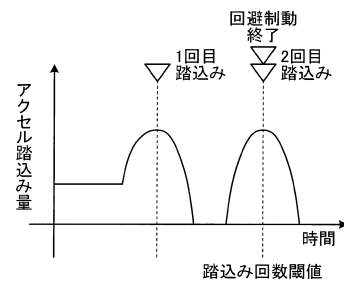 回避制動
終了
1回目
踏込み
2回目
踏込み
アクセル踏込み量
時間
踏込み回数閾値